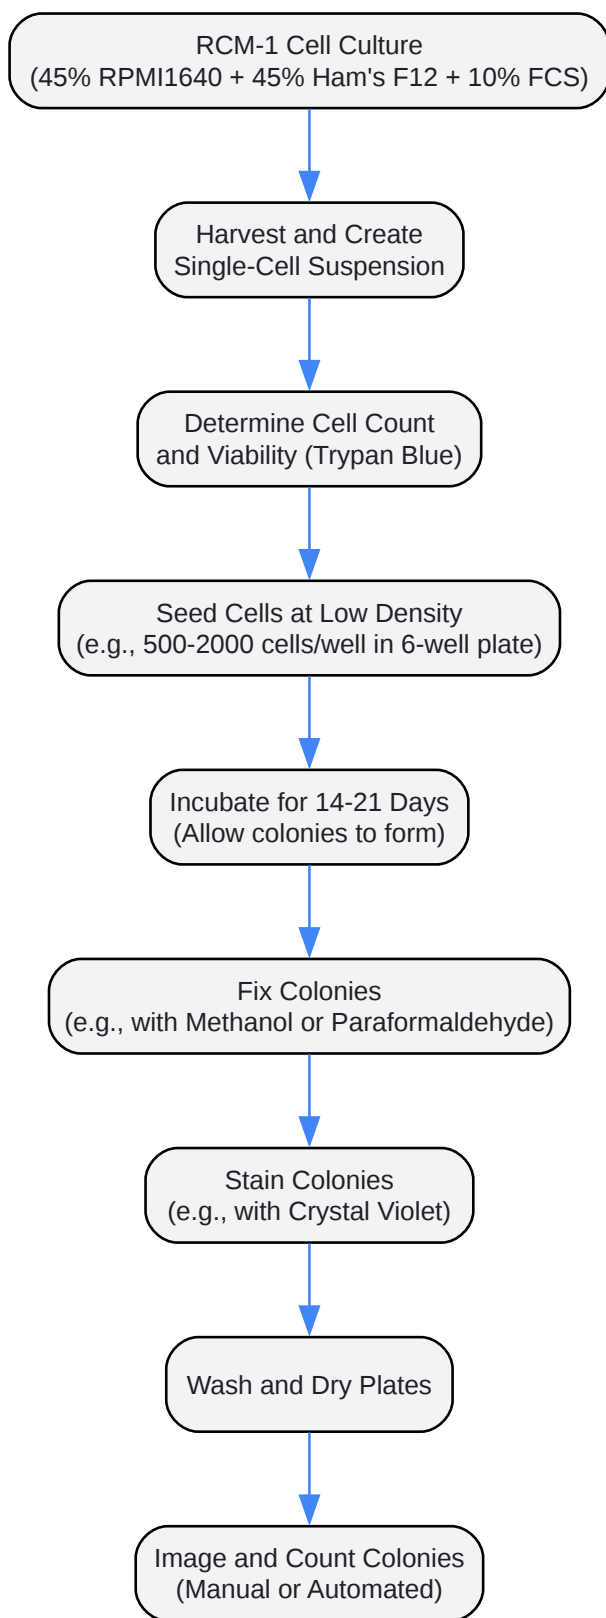 RCM-1 Cell Culture
(45% RPMI1640 + 45% Ham's F12 + 10% FCS)
Harvest and Create
Single-Cell Suspension
Determine Cell Count
and Viability (Trypan Blue)
Seed Cells at Low Density
(e.g., 500-2000 cells/well in 6-well plate)
Incubate for 14-21 Days
(Allow colonies to form)
Fix Colonies
(e.g., with Methanol or Paraformaldehyde)
Stain Colonies
(e.g., with Crystal Violet)
Wash and Dry Plates
Image and Count Colonies
(Manual or Automated)